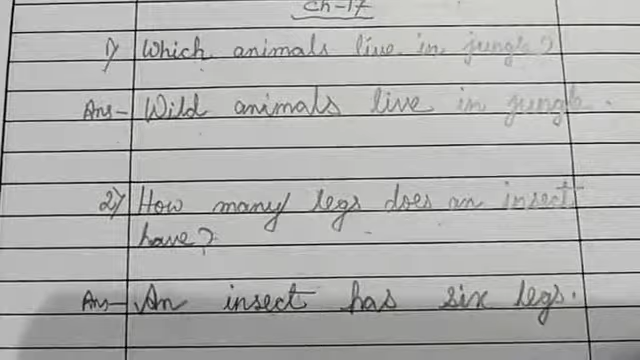 Ch-17
1) Which animals live in jungle?
Ans- Wild animals live in jungle.
2) How many legs does an insect
have?
Ans- An insect has six legs.